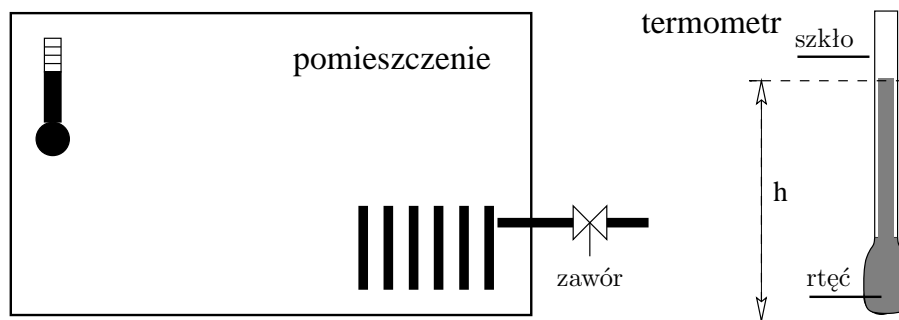 pomieszczenie
zawór
termometr
szkło
h
rtęć